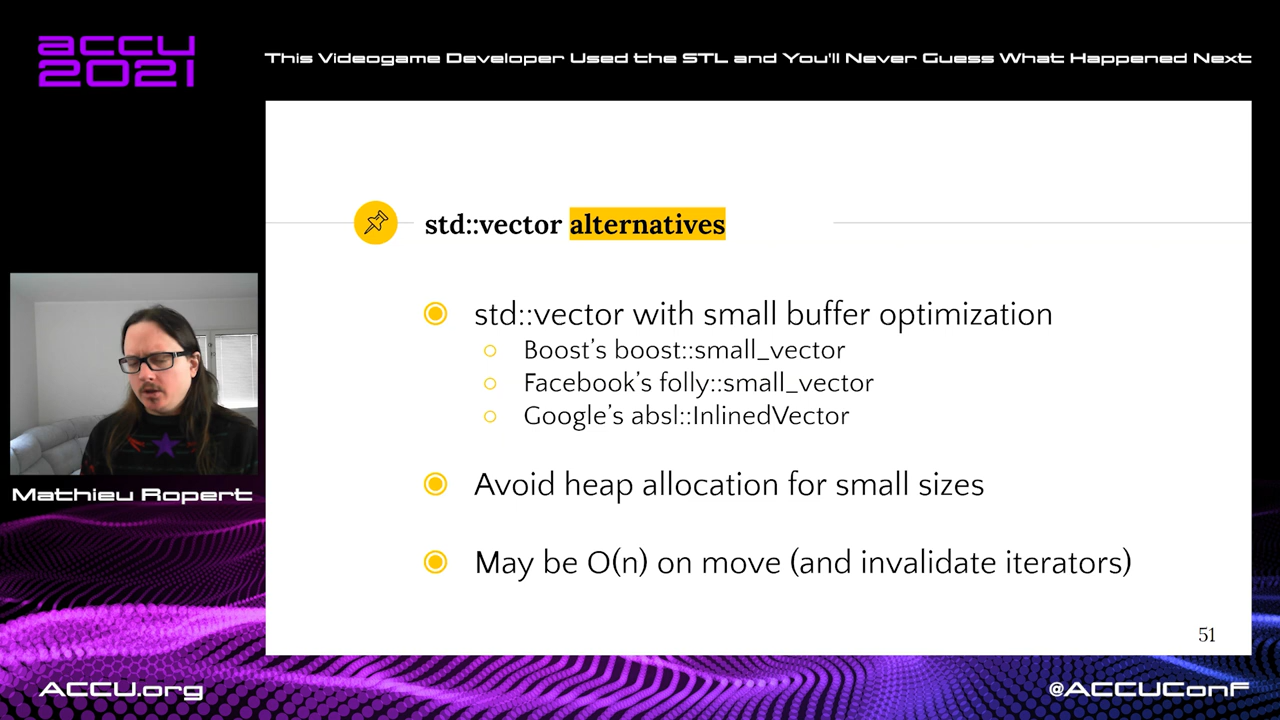 accu
2021
This Videogame Developer Used the STL and You'll Never Guess What Happened Next
std::vector alternatives
std::vector with small buffer optimization
Boost's boost::small_vector
Facebook's folly::small_vector
Google's absl::InlinedVector
Avoid heap allocation for small sizes
May be O(n) on move (and invalidate iterators)
51
Mathieu Ropert
ACCU.org
@ACCUConf